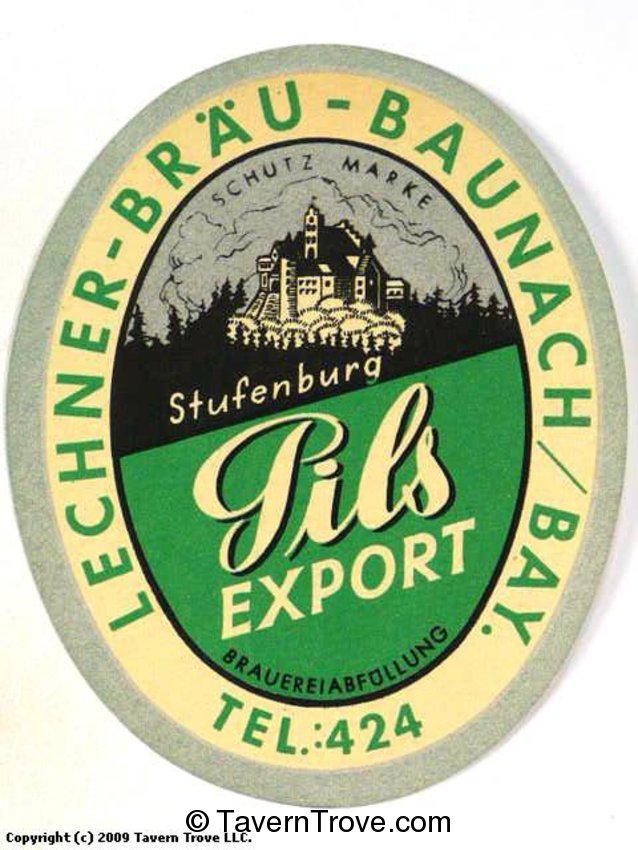 LECHNER-BRÄU-BAUNACH/BAY.
SCHUTZ MARKE
Stufenburg
Pils
EXPORT
BRAUEREIABFÜLLUNG
TEL.:424
© TavernTrove.com
Copyright (c) 2009 Tavern Trove LLC.